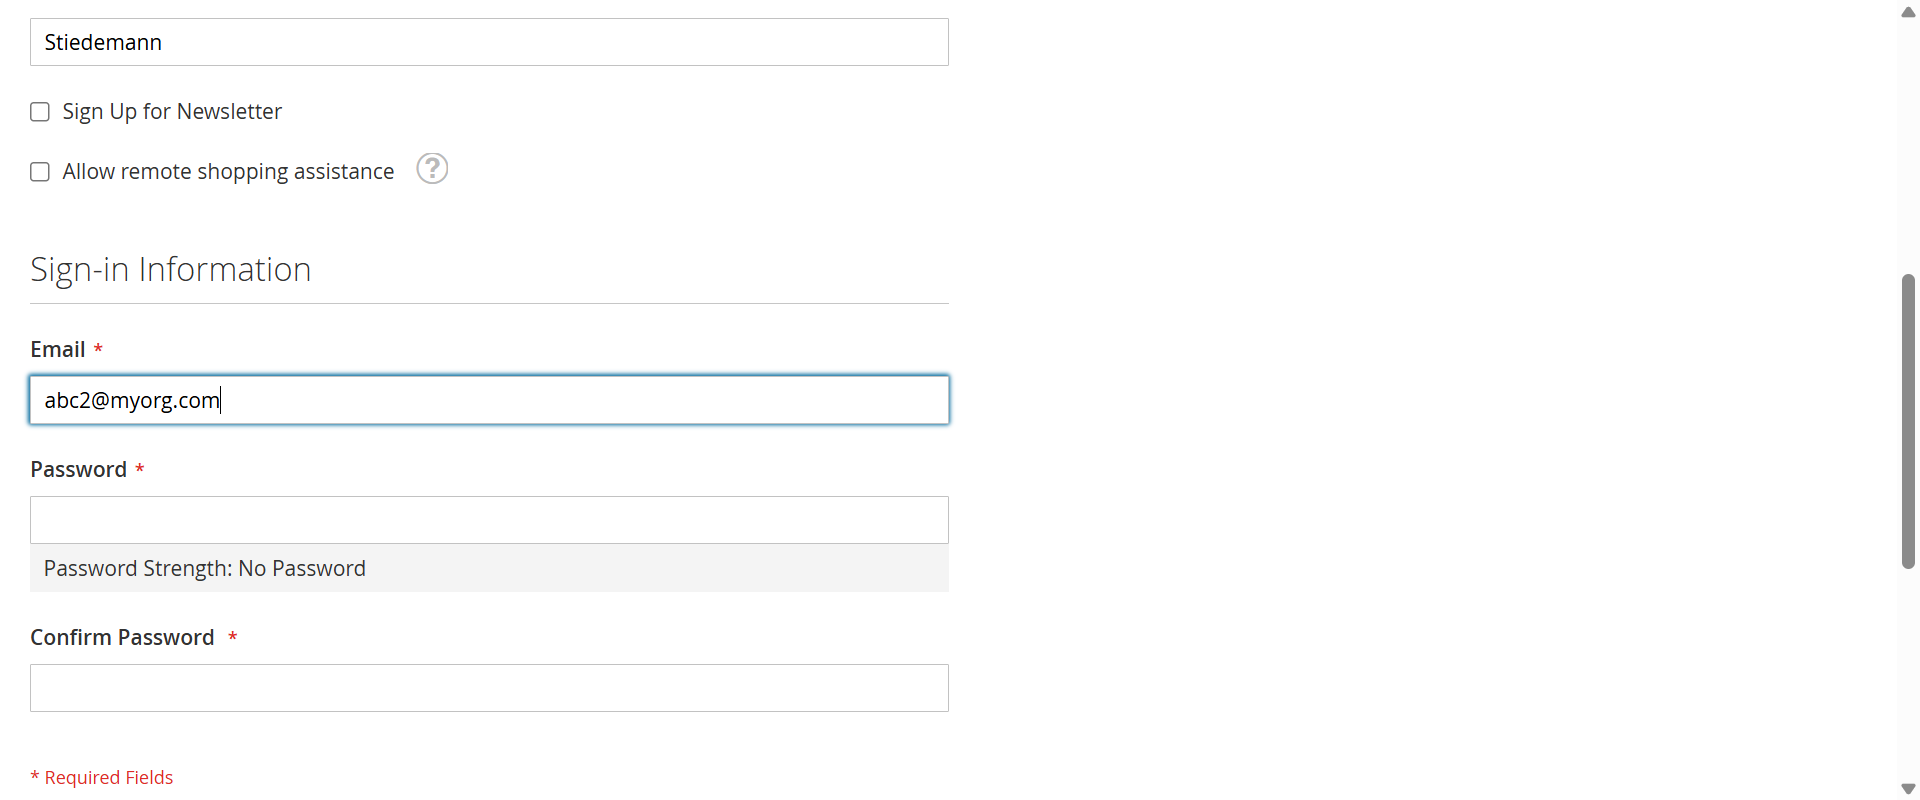 Stiedemann
Sign Up for Newsletter
Allow remote shopping assistance ?
Sign-in Information
Email *
abc2@myorg.com
Password *
Password Strength: No Password
Confirm Password *
* Required Fields